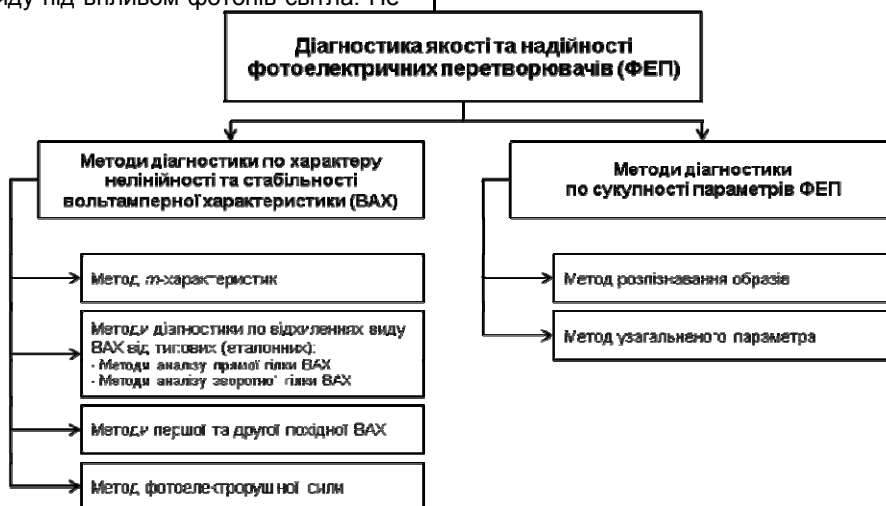 виду під впливом фотонів світла. Не
Діагностика якості та надійності
фотоелектричних перетворювачів (ФЕП)
Методи діагностики по характеру
нелінійності та стабільності
вольтамперної характеристики (ВАХ)
Метод m-характеристик
Методи діагностики по відхиленнях виду
ВАХ від типових (еталонних):
- Методи аналізу прямої гілки ВАХ
- Методи аналізу зворотної гілки ВАХ
Методи першої та другої похідної ВАХ
Метод фотоелектрорушної сили
Методи діагностики
по сукупності параметрів ФЕП
Метод розпізнавання образів
Метод узагальненого параметра